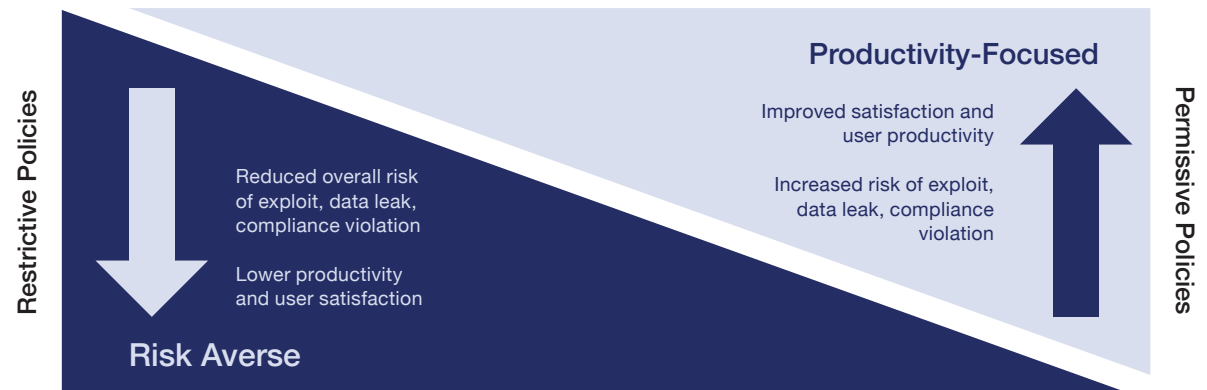 Restrictive Policies
Reduced overall risk
of exploit, data leak,
compliance violation
Lower productivity
and user satisfaction
Risk Averse
Productivity-Focused
Improved satisfaction and
user productivity
Increased risk of exploit,
data leak, compliance
violation
Permissive Policies